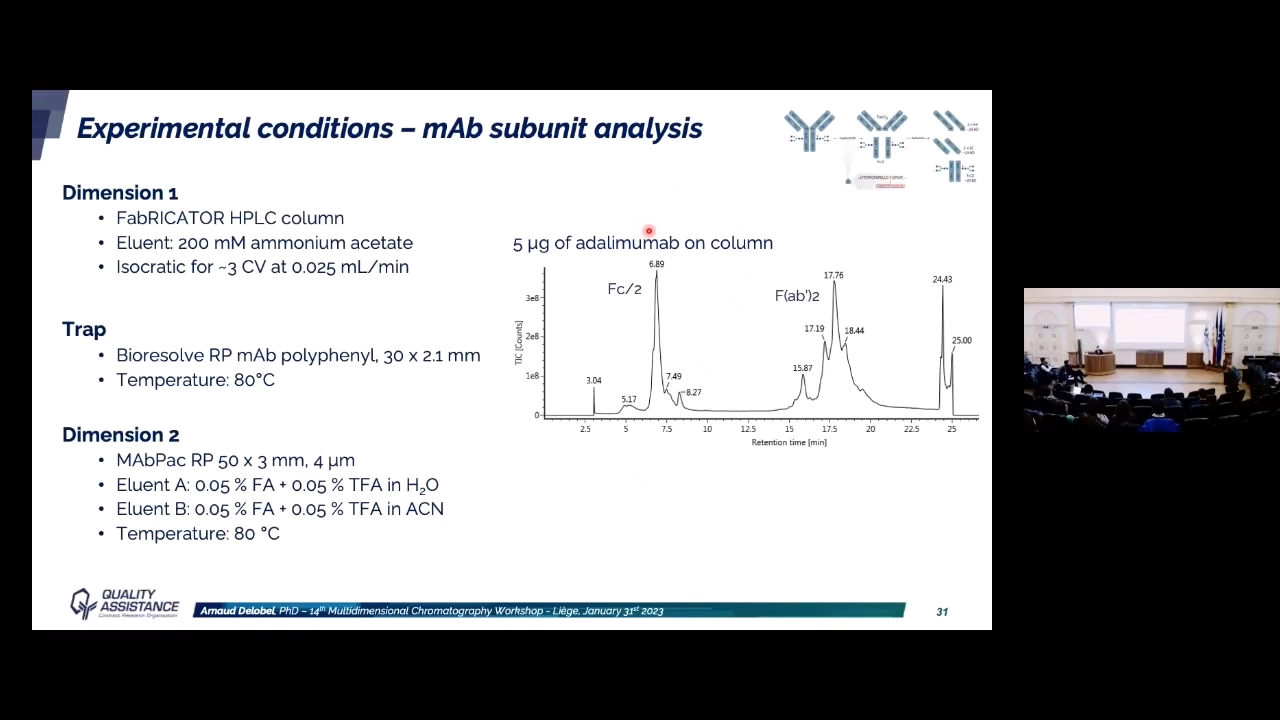 Experimental conditions – mAb subunit analysis
Dimension 1
• FabRICATOR HPLC column
• Eluent: 200 mM ammonium acetate
• Isocratic for ~3 CV at 0.025 mL/min
Trap
• Bioresolve RP mAb polyphenyl, 30 x 2.1 mm
• Temperature: 80°C
Dimension 2
• MAbPac RP 50 x 3 mm, 4 µm
• Eluent A: 0.05 % FA + 0.05 % TFA in H₂O
• Eluent B: 0.05 % FA + 0.05 % TFA in ACN
• Temperature: 80 °C
5 µg of adalimumab on column
6.89
Fc/2
17.76
F(ab')2
24.43
17.19
18.44
25.00
15.87
3.04
7.49
8.27
5.17
TIC [Counts]
3e8
2e8
1e8
0
2.5 5 7.5 10 12.5 15 17.5 20 22.5 25
Retention time [min]
QUALITY
ASSISTANCE
Contract Research Organisation
Arnaud Delobel, PhD – 14th Multidimensional Chromatography Workshop - Liège, January 31st 2023
31